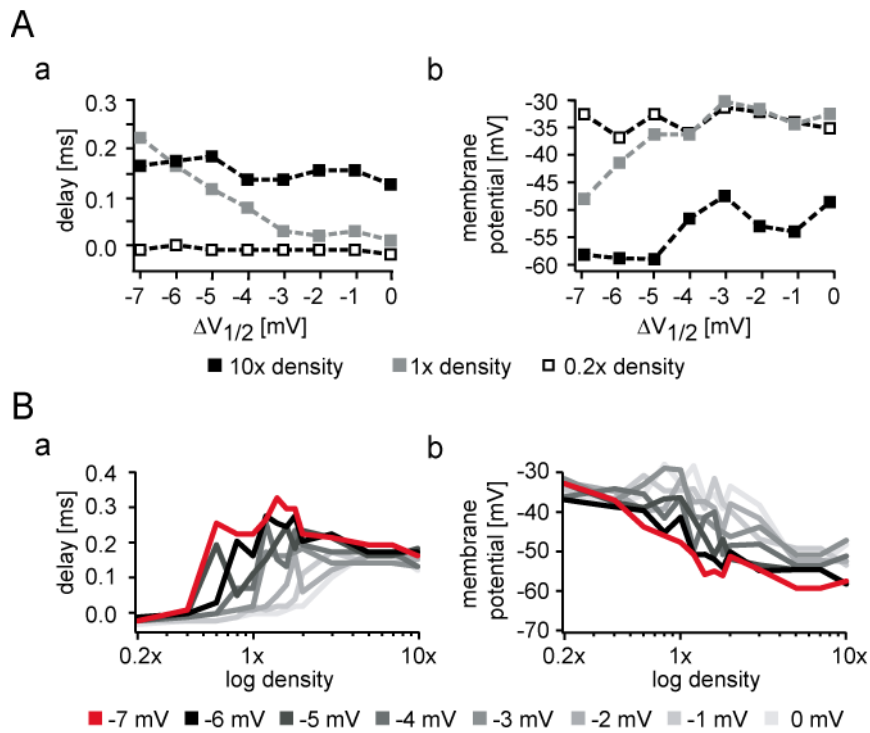 A
a
b
0.3
0.2
0.1
0.0
delay [ms]
-7 -6 -5 -4 -3 -2 -1 0
ΔV1/2 [mV]
-30
-35
-40
-45
-50
-55
-60
membrane
potential [mV]
-7 -6 -5 -4 -3 -2 -1 0
ΔV1/2 [mV]
10x density 1x density 0.2x density
B
a
b
0.4
0.3
0.2
0.1
0.0
delay [ms]
0.2x 1x 10x
log density
-30
-40
-50
-60
-70
membrane
potential [mV]
0.2x 1x 10x
log density
-7 mV -6 mV -5 mV -4 mV -3 mV -2 mV -1 mV 0 mV